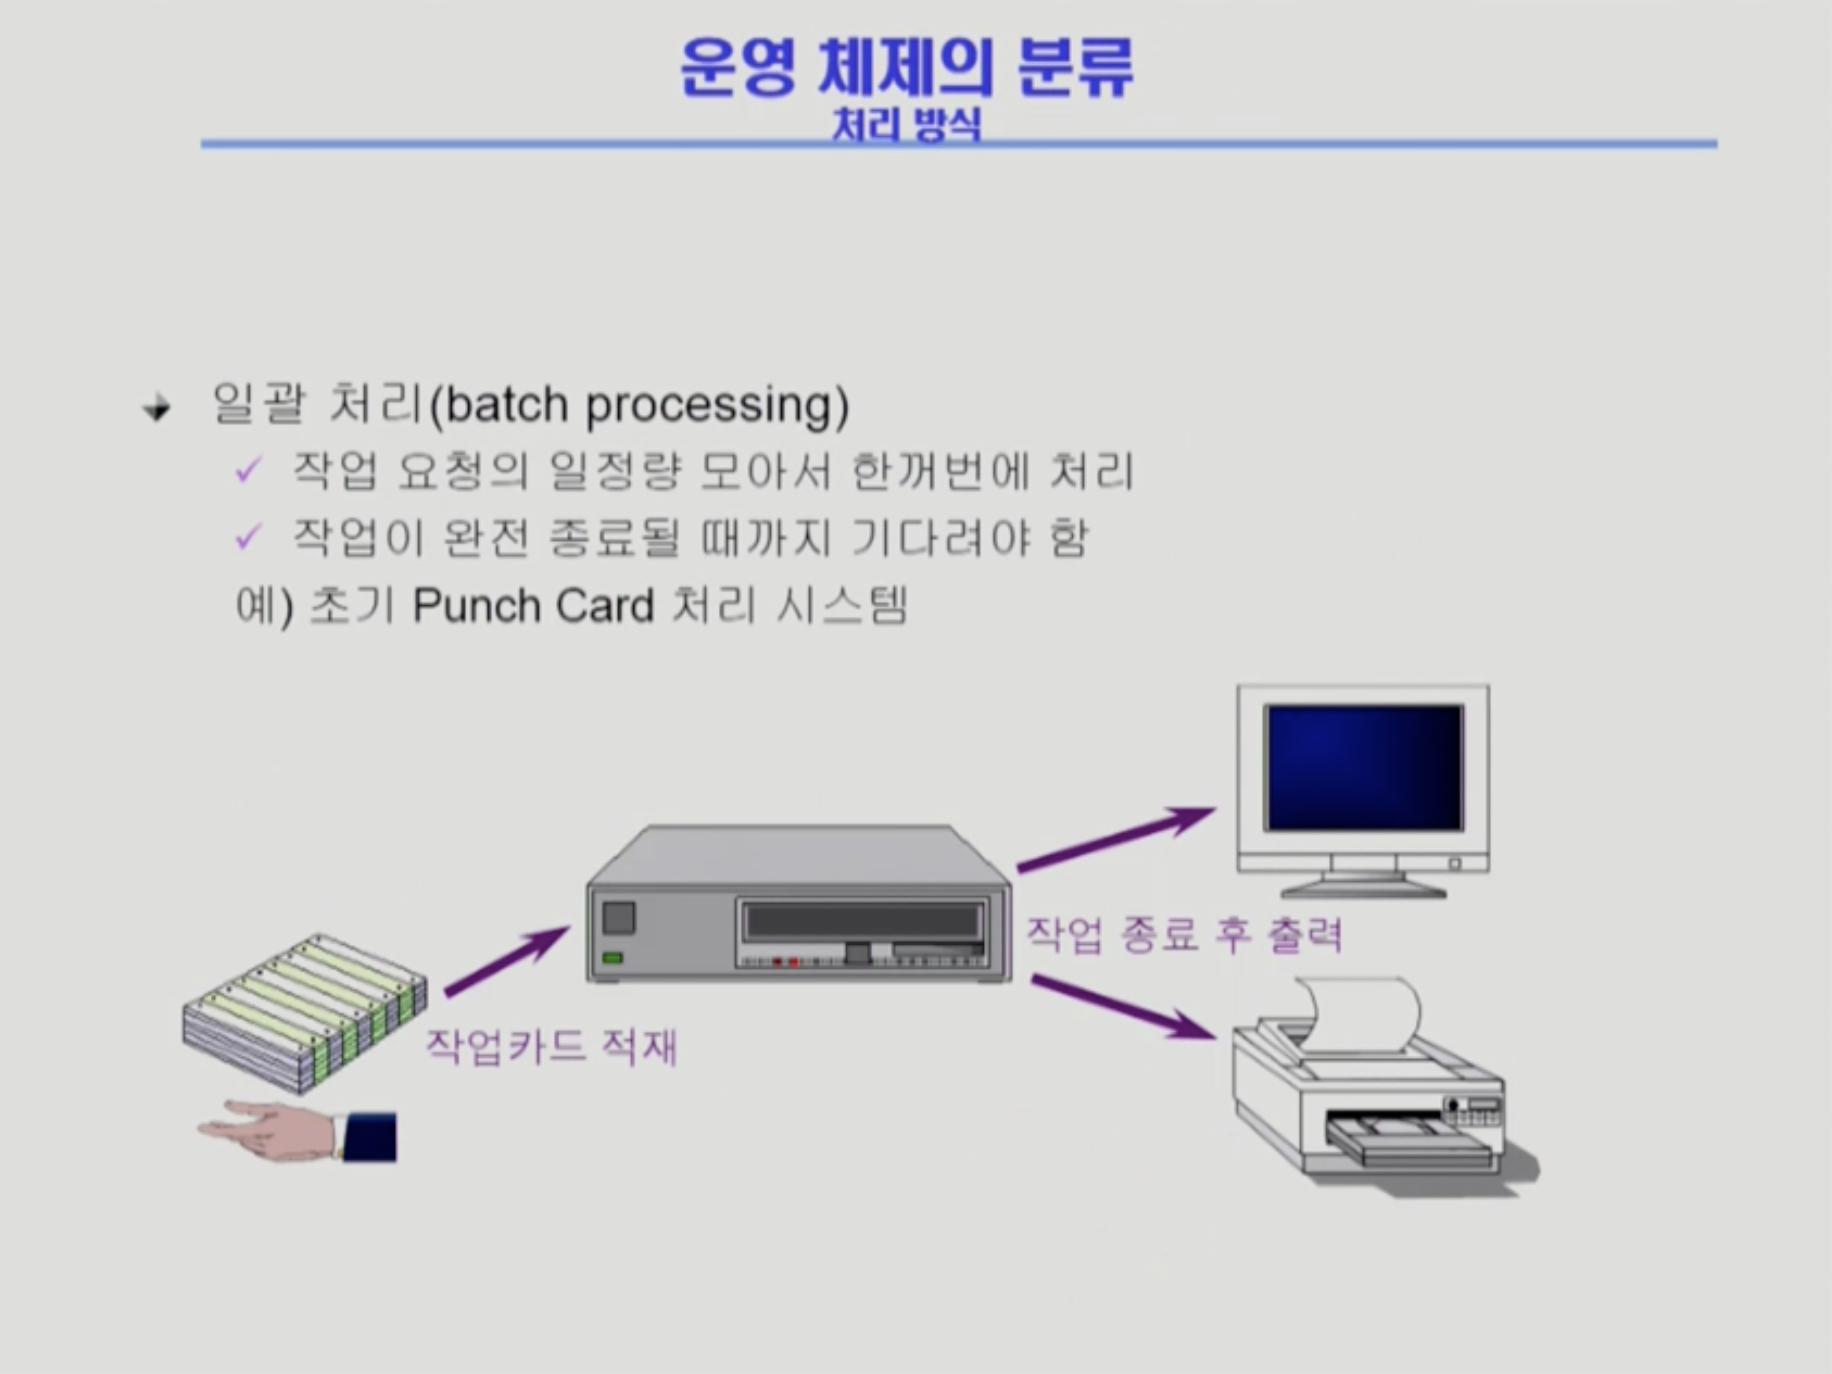 운영 체제의 분류
처리 방식
일괄 처리(batch processing)
✓ 작업 요청의 일정량 모아서 한꺼번에 처리
✓ 작업이 완전 종료될 때까지 기다려야 함
예) 초기 Punch Card 처리 시스템
작업 종료 후 출력
작업카드 적재